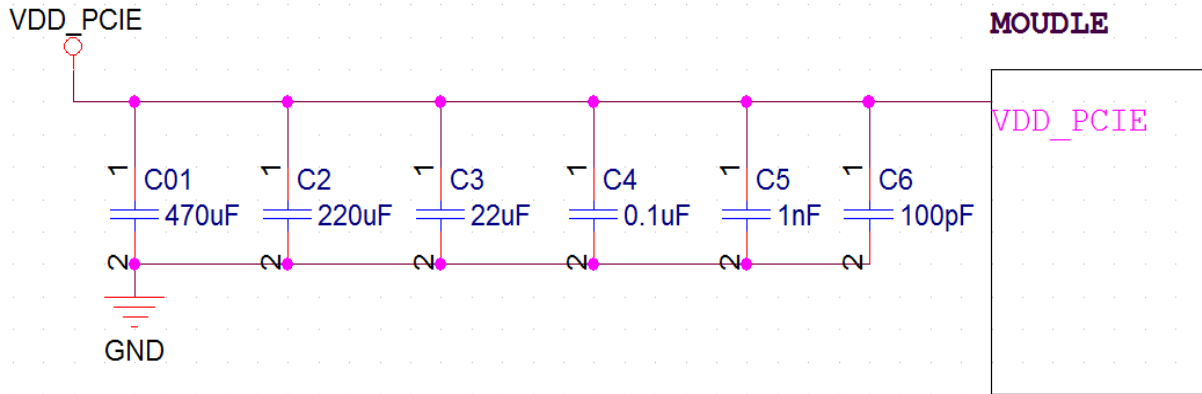 VDD_PCIE
MOUDLE
VDD_PCIE
1 C01
470uF
2
1 C2
220uF
2
1 C3
22uF
2
1 C4
0.1uF
2
1 C5
1nF
2
1 C6
100pF
2
GND